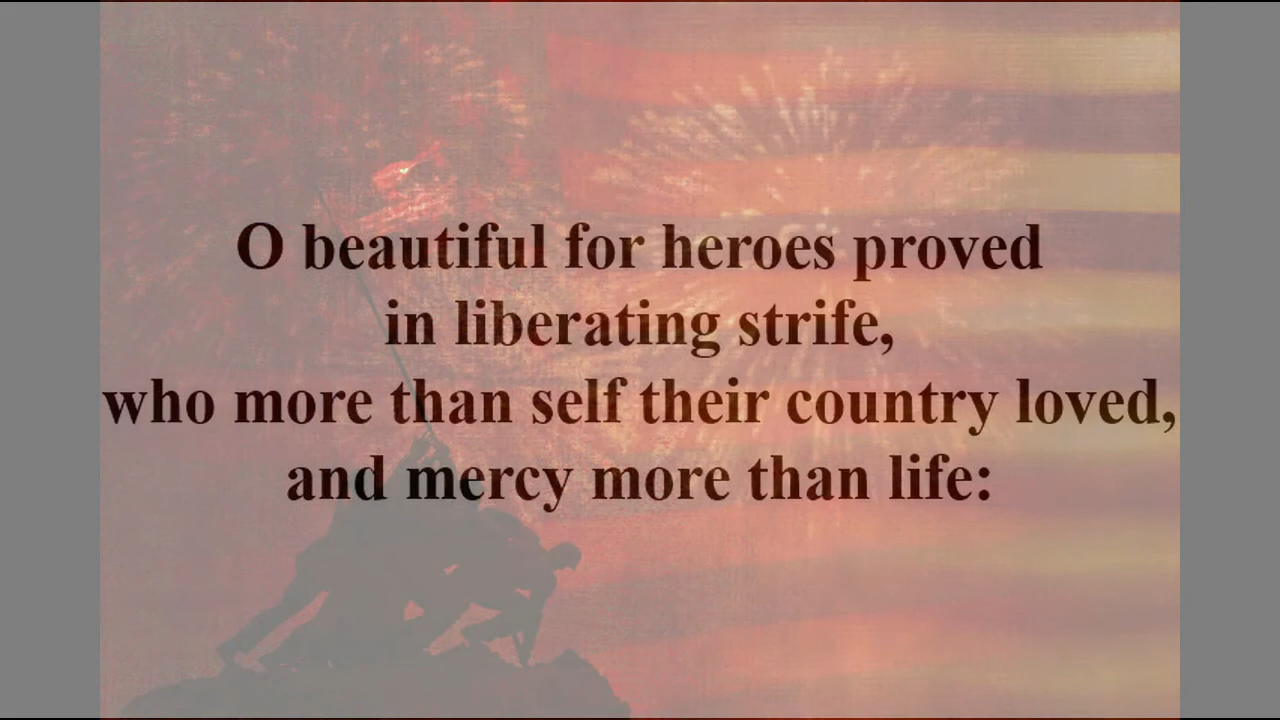 O beautiful for heroes proved
in liberating strife,
who more than self their country loved,
and mercy more than life: